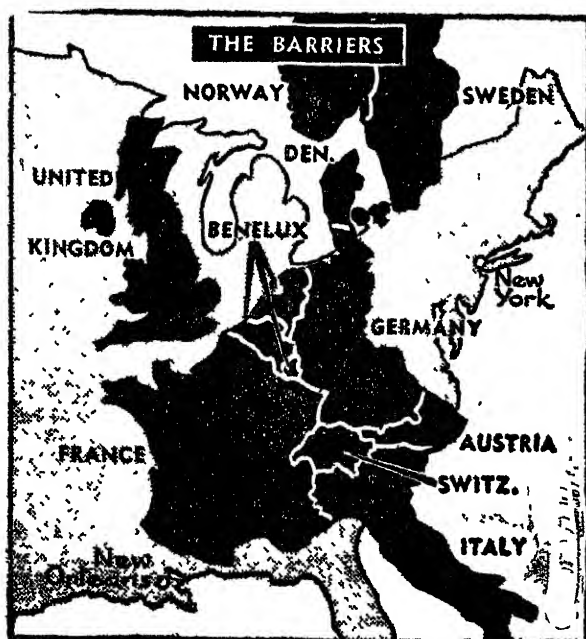 THE BARRIERS
NORWAY
SWEDEN
DEN.
UNITED
KINGDOM
BENELUX
New
York
GERMANY
FRANCE
AUSTRIA
SWITZ.
ITALY
New
Orleans